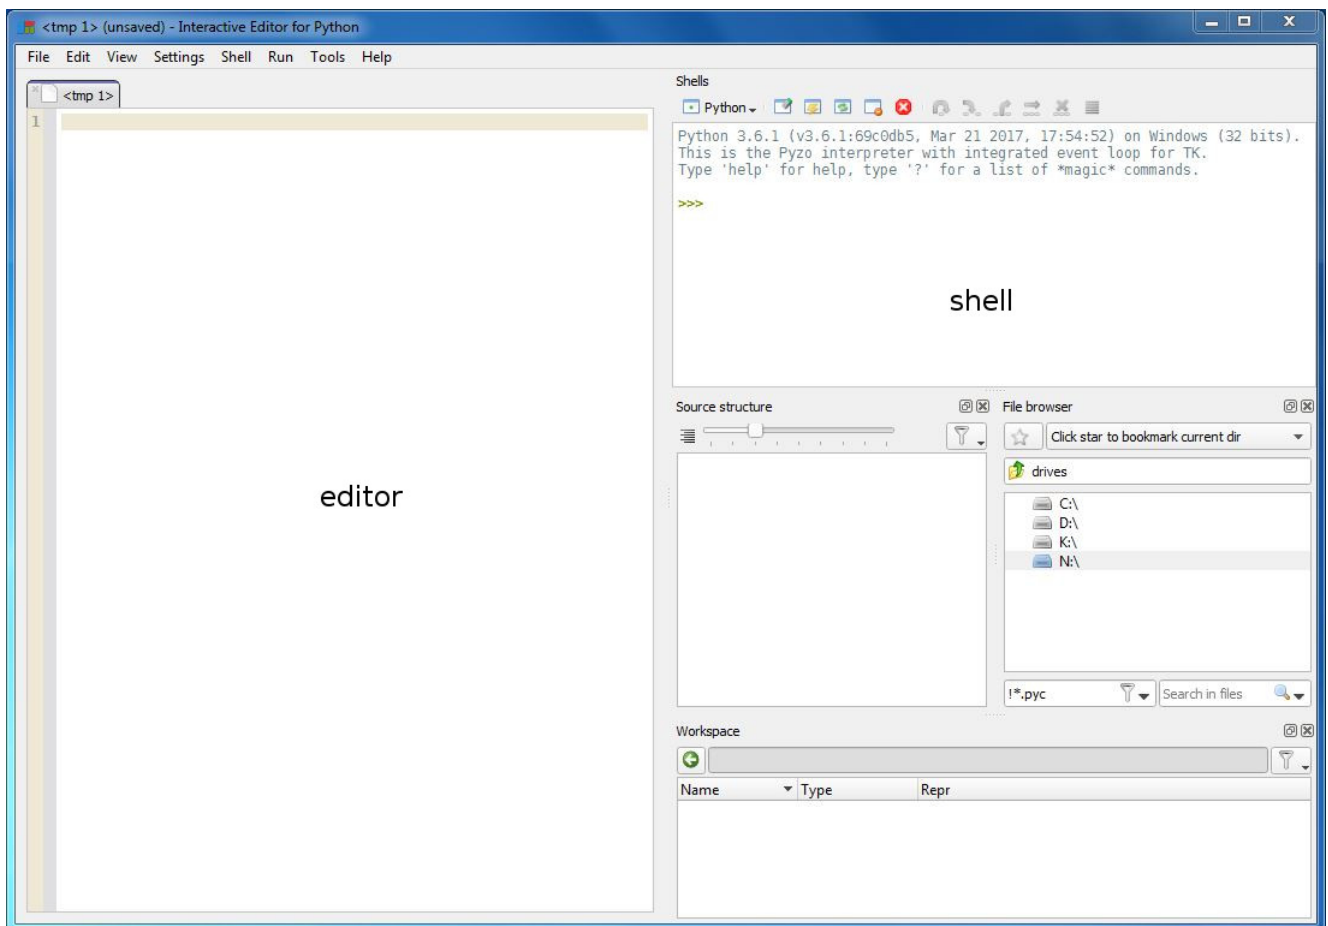 <tmp 1> (unsaved) - Interactive Editor for Python
File Edit View Settings Shell Run Tools Help
<tmp 1>
1
editor
Shells
Python
Python 3.6.1 (v3.6.1:69c0db5, Mar 21 2017, 17:54:52) on Windows (32 bits).
This is the Pyzo interpreter with integrated event loop for TK.
Type 'help' for help, type '?' for a list of *magic* commands.
>>>
shell
Source structure
File browser
Click star to bookmark current dir
drives
C:\
D:\
K:\
N:\
!*.pyc
Search in files
Workspace
Name Type Repr